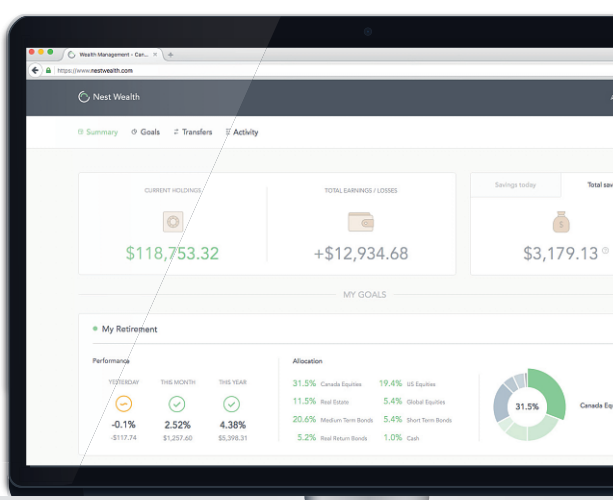 Wealth Management - Can...
https://www.nestwealth.com
Nest Wealth
Summary Goals Transfers Activity
CURRENT HOLDINGS TOTAL EARNINGS / LOSSES Savings today Total sav
$118,753.32 +$12,934.68 $3,179.13
MY GOALS
My Retirement
Performance Allocation
YESTERDAY THIS MONTH THIS YEAR
-0.1% 2.52% 4.38%
-$117.74 $1,257.60 $5,398.31
31.5% Canada Equities 19.4% US Equities
11.5% Real Estate 5.4% Global Equities
20.6% Medium Term Bonds 5.4% Short Term Bonds
5.2% Real Return Bonds 1.0% Cash
31.5% Canada Eq